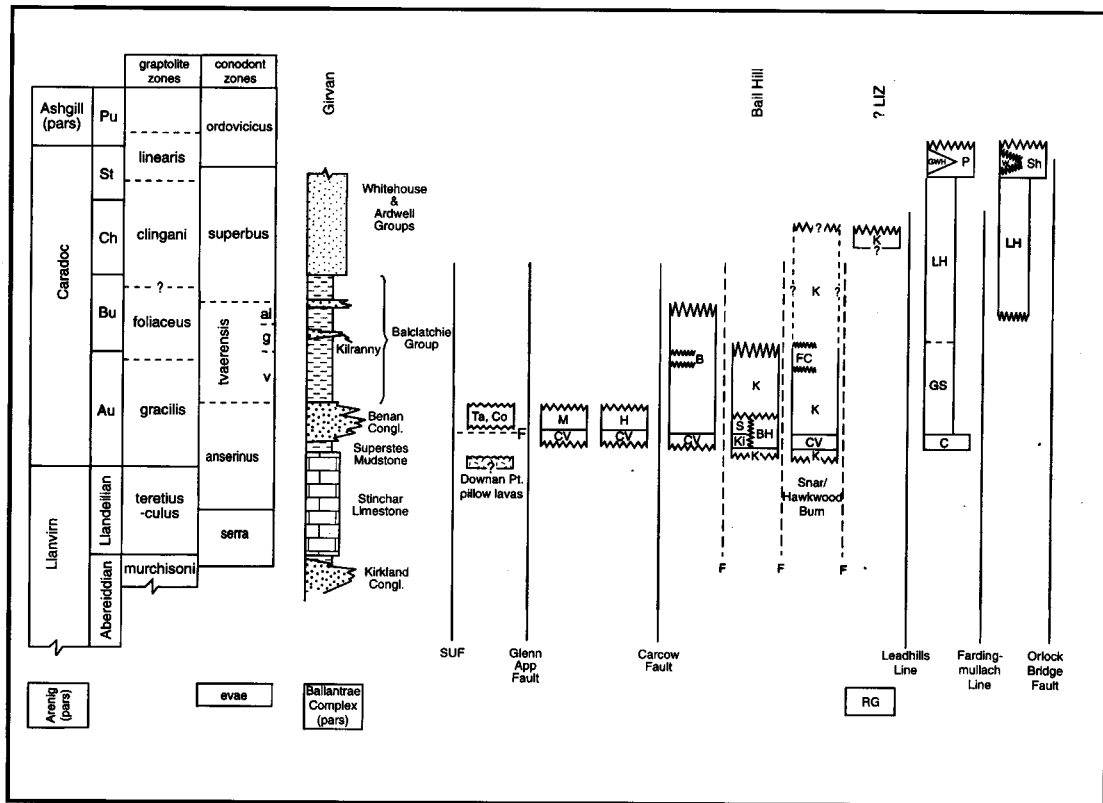 graptolite
zones
conodont
zones
Ashgill
(pars)
Pu
ordovicicus
linearis
St
Caradoc
Ch
clingani
superbus
?
Bu
foliaceus
al
g
tvaerensis
v
Au
gracilis
anserinus
Llanvirn
Llandeilian
teretius
-culus
serra
Abereiddian
murchisoni
Arenig
(pars)
evae
Girvan
Whitehouse
&
Ardwell
Groups
Balclatchie
Group
Kilranny
Benan
Congl.
Superstes
Mudstone
Stinchar
Limestone
Kirkland
Congl.
Ballantrae
Complex
(pars)
SUF
Ta, Co
F
?
Downan Pt.
pillow lavas
Glenn
App
Fault
M
CV
H
CV
Carcow
Fault
B
CV
Bail Hill
K
S
BH
Ki
K
F
F
F
?
?
K
?
FC
K
CV
K
Snar/
Hawkwood
Burn
? LIZ
K
?
RG
Leadhills
Line
GWH
P
LH
GS
C
Farding-
mullach
Line
Sh
LH
Orlock
Bridge
Fault